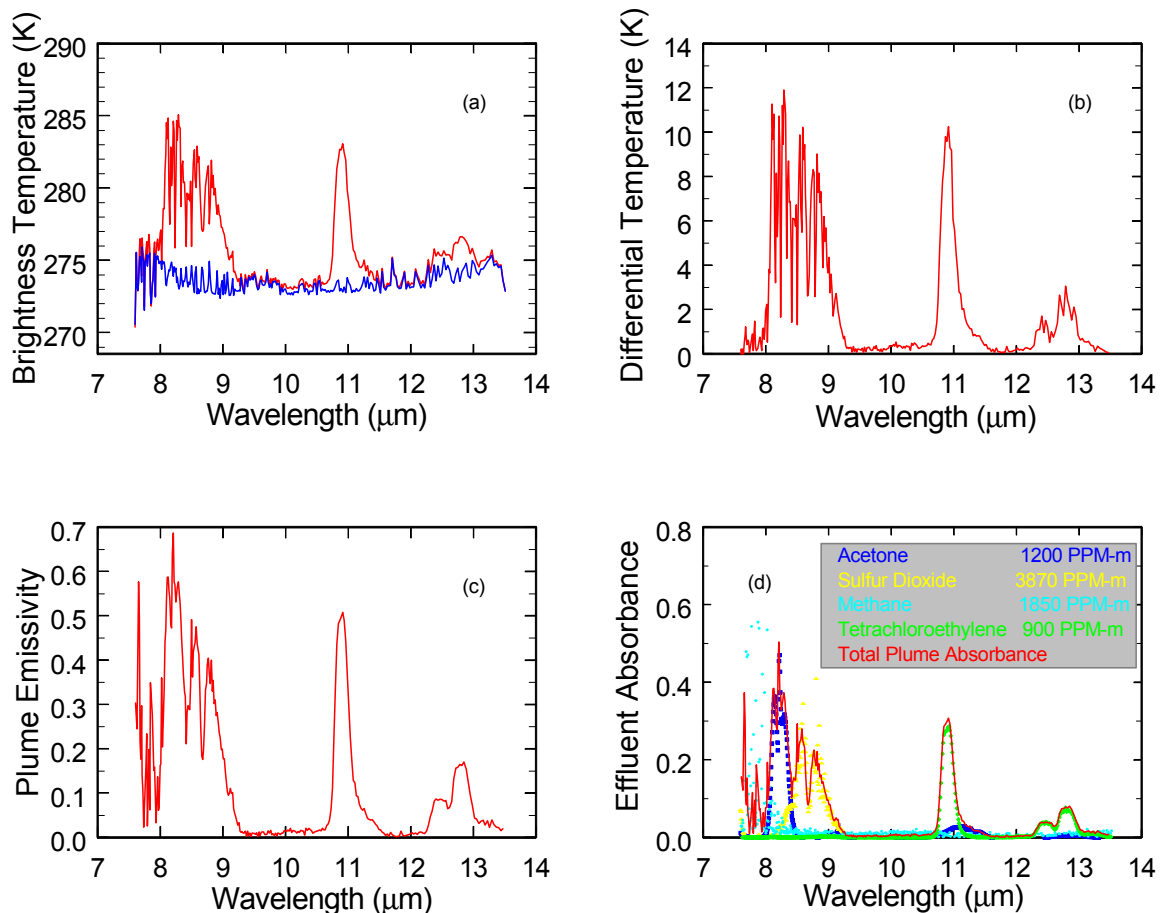 Brightness Temperature (K)
290
285
280
275
270
(a)
7 8 9 10 11 12 13 14
Wavelength (µm)
Differential Temperature (K)
14
12
10
8
6
4
2
0
(b)
7 8 9 10 11 12 13 14
Wavelength (µm)
Plume Emissivity
0.7
0.6
0.5
0.4
0.3
0.2
0.1
0.0
(c)
7 8 9 10 11 12 13 14
Wavelength (µm)
Effluent Absorbance
0.8
0.6
0.4
0.2
0.0
(d)
Acetone 1200 PPM-m
Sulfur Dioxide 3870 PPM-m
Methane 1850 PPM-m
Tetrachloroethylene 900 PPM-m
Total Plume Absorbance
7 8 9 10 11 12 13 14
Wavelength (µm)